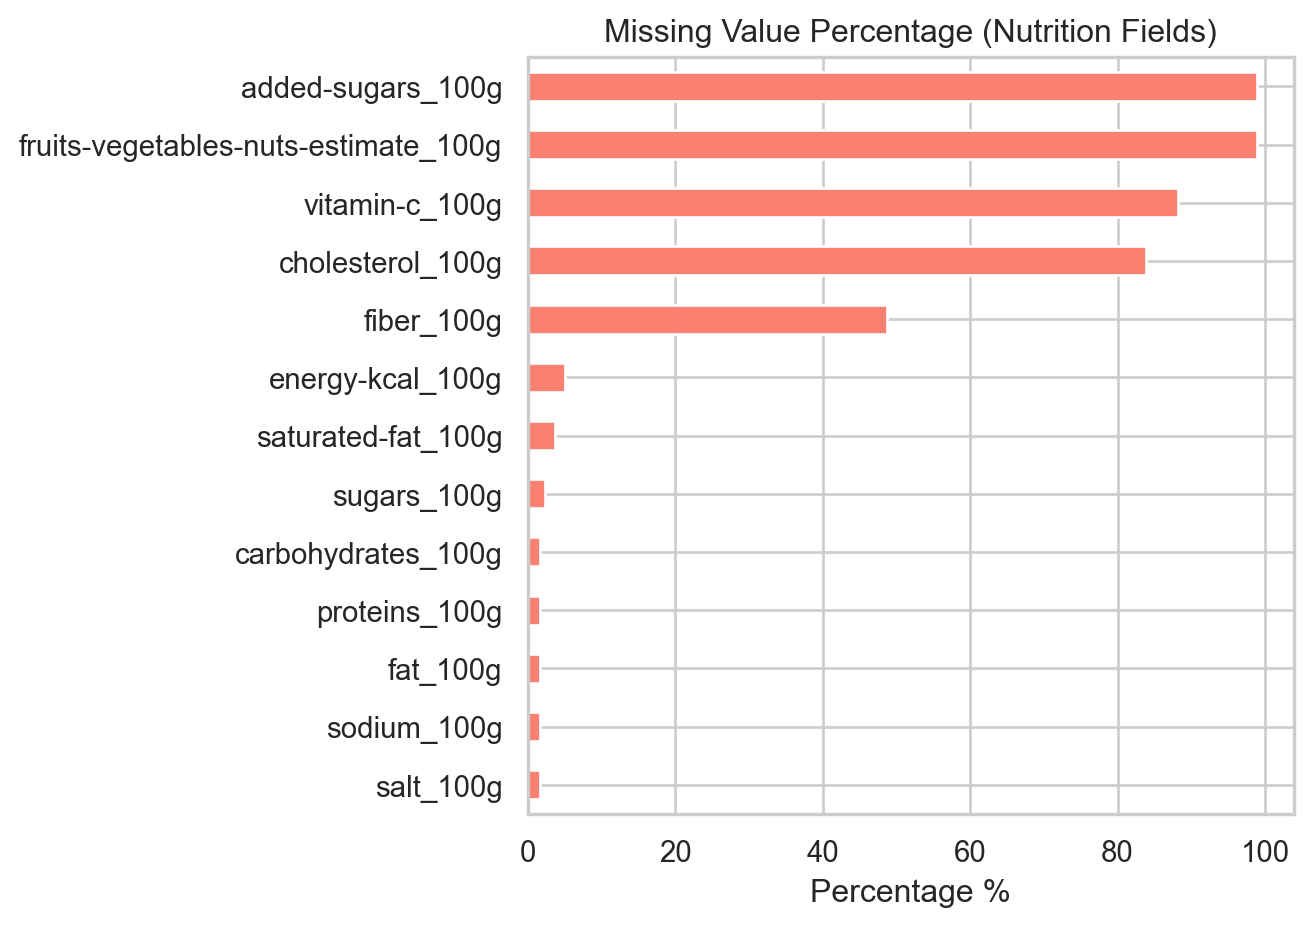 Missing Value Percentage (Nutrition Fields)
added-sugars_100g
fruits-vegetables-nuts-estimate_100g
vitamin-c_100g
cholesterol_100g
fiber_100g
energy-kcal_100g
saturated-fat_100g
sugars_100g
carbohydrates_100g
proteins_100g
fat_100g
sodium_100g
salt_100g
0 20 40 60 80 100
Percentage %